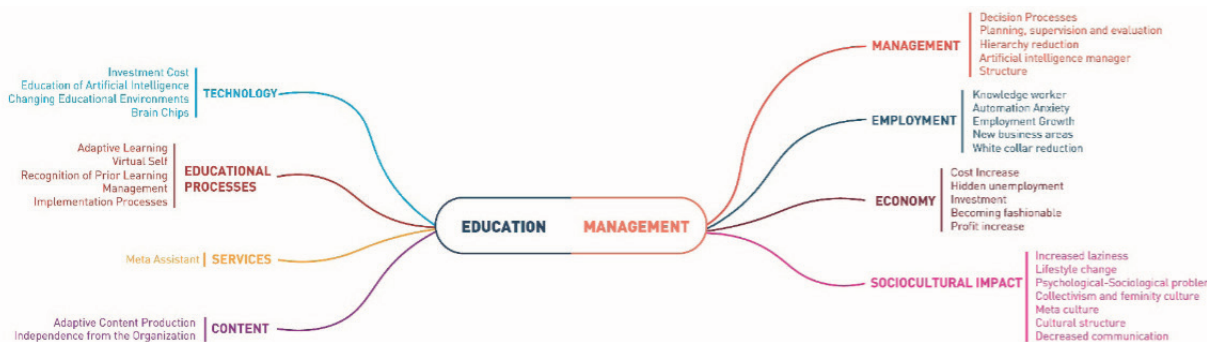 Investment Cost
Education of Artificial Intelligence
Changing Educational Environments
Brain Chips
TECHNOLOGY
Adaptive Learning
Virtual Self
Recognition of Prior Learning
Management
Implementation Processes
EDUCATIONAL
PROCESSES
Meta Assistant
SERVICES
Adaptive Content Production
Independence from the Organization
CONTENT
EDUCATION
MANAGEMENT
MANAGEMENT
Decision Processes
Planning, supervision and evaluation
Hierarchy reduction
Artificial intelligence manager
Structure
EMPLOYMENT
Knowledge worker
Automation Anxiety
Employment Growth
New business areas
White collar reduction
ECONOMY
Cost Increase
Hidden unemployment
Investment
Becoming fashionable
Profit increase
SOCIOCULTURAL IMPACT
Increased laziness
Lifestyle change
Psychological-Sociological problem
Collectivism and feminity culture
Meta culture
Cultural structure
Decreased communication